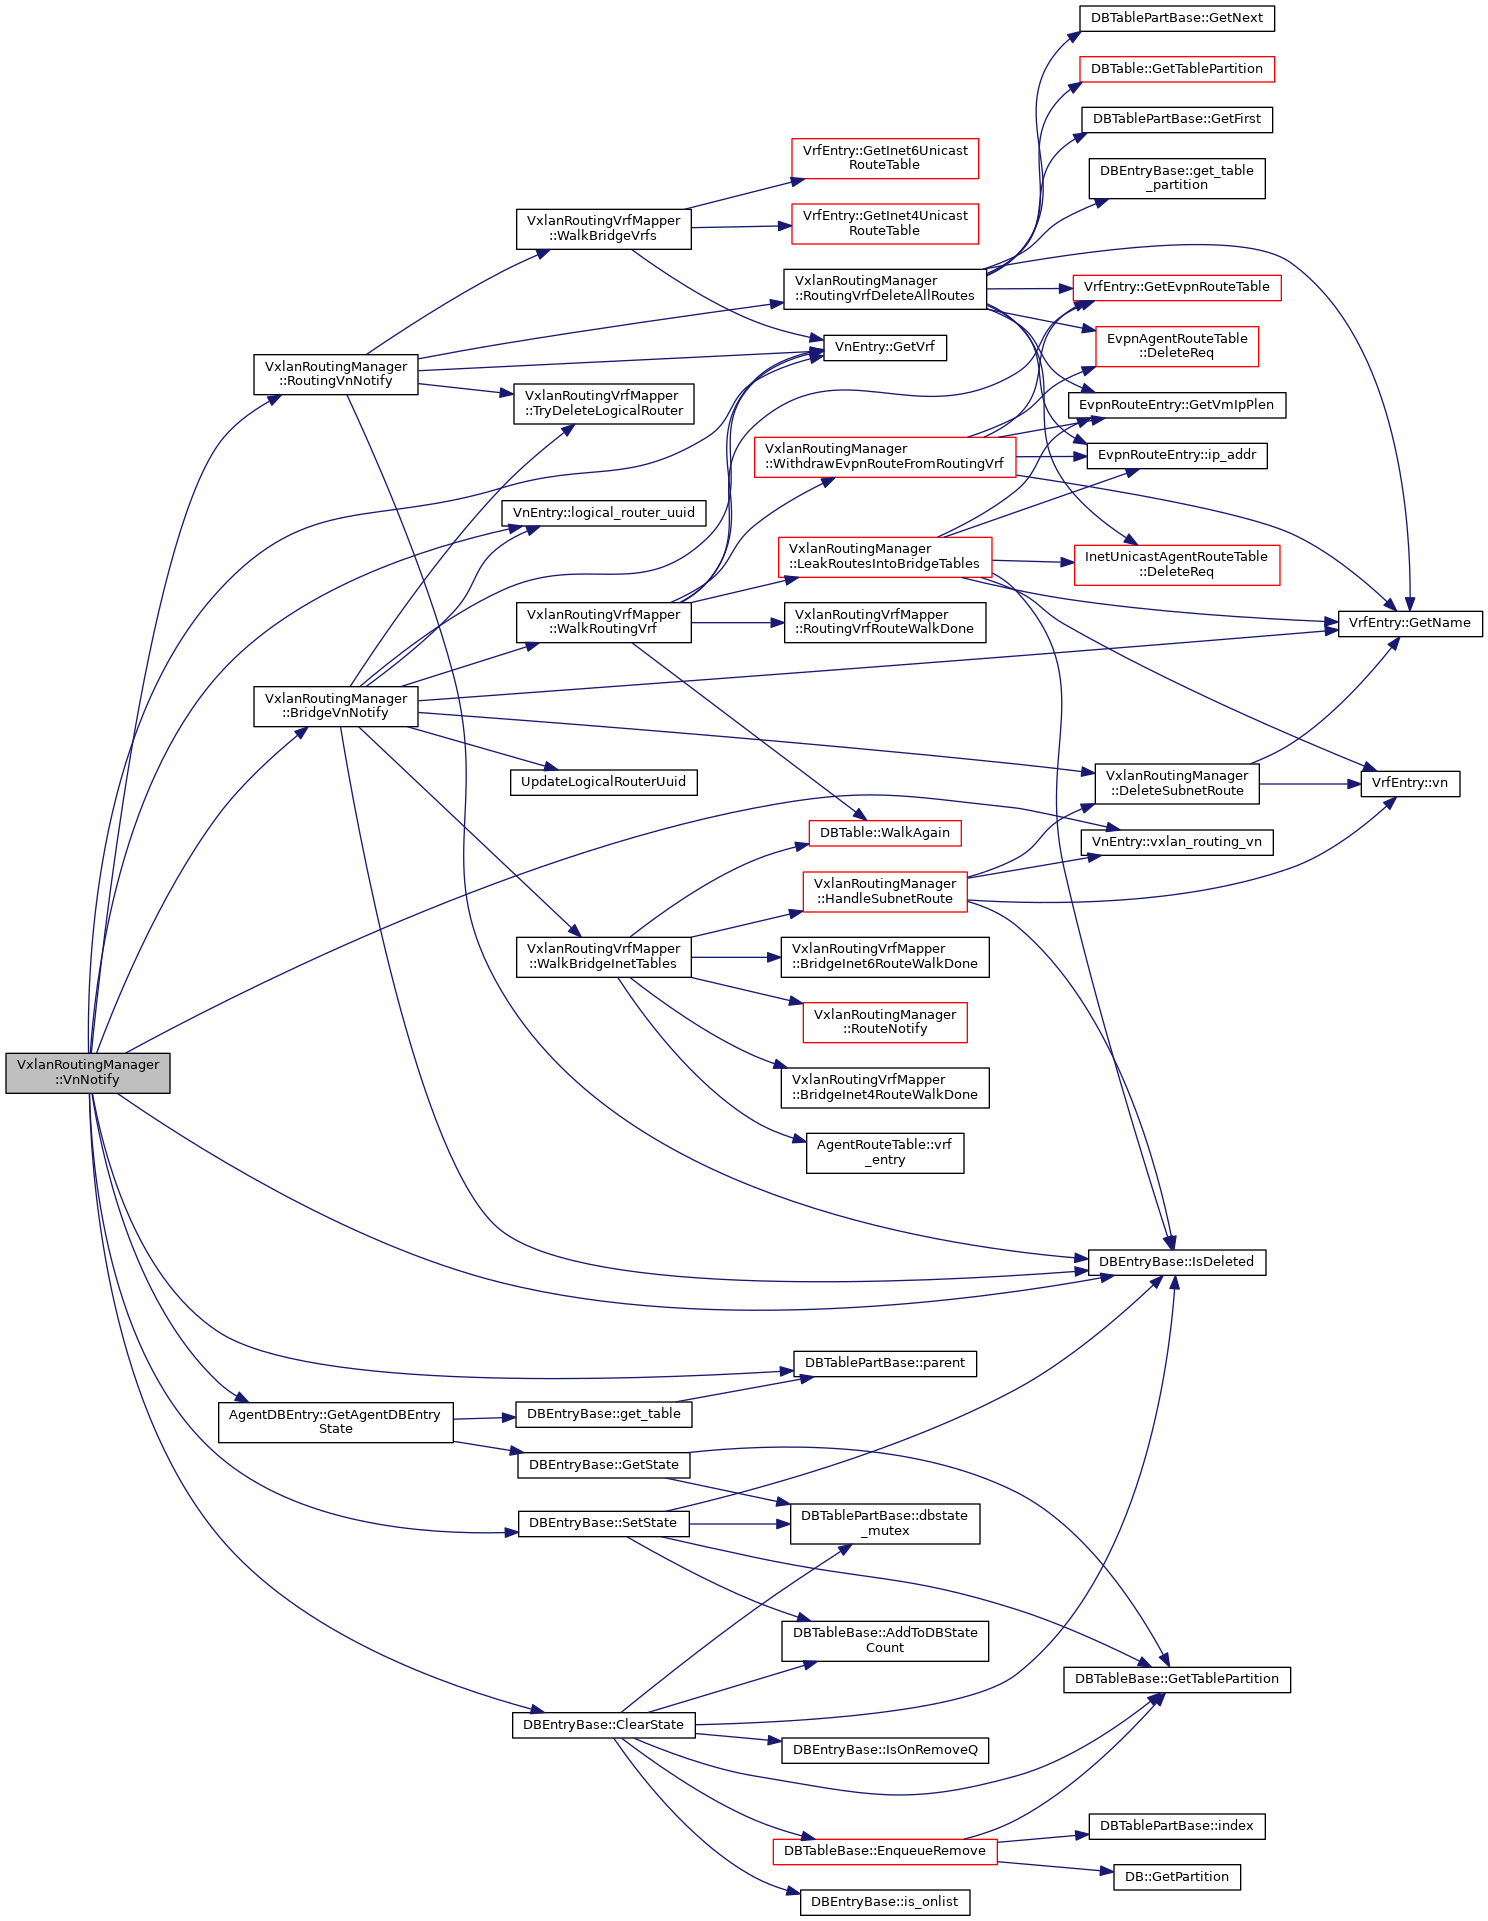 DBTablePartBase::GetNext
DBTable::GetTablePartition
DBTablePartBase::GetFirst
VrfEntry::GetInet6Unicast
RouteTable
DBEntryBase::get_table
_partition
VxlanRoutingVrfMapper
::WalkBridgeVrfs
VrfEntry::GetInet4Unicast
RouteTable
VxlanRoutingManager
::RoutingVrfDeleteAllRoutes
VrfEntry::GetEvpnRouteTable
EvpnAgentRouteTable
::DeleteReq
VnEntry::GetVrf
VxlanRoutingManager
::RoutingVnNotify
VxlanRoutingVrfMapper
::TryDeleteLogicalRouter
EvpnRouteEntry::GetVmIpPlen
VxlanRoutingManager
::WithdrawEvpnRouteFromRoutingVrf
EvpnRouteEntry::ip_addr
VnEntry::logical_router_uuid
VxlanRoutingManager
::LeakRoutesIntoBridgeTables
InetUnicastAgentRouteTable
::DeleteReq
VxlanRoutingVrfMapper
::WalkRoutingVrf
VxlanRoutingVrfMapper
::RoutingVrfRouteWalkDone
VrfEntry::GetName
VxlanRoutingManager
::BridgeVnNotify
UpdateLogicalRouterUuid
VxlanRoutingManager
::DeleteSubnetRoute
VrfEntry::vn
DBTable::WalkAgain
VnEntry::vxlan_routing_vn
VxlanRoutingManager
::HandleSubnetRoute
VxlanRoutingVrfMapper
::WalkBridgeInetTables
VxlanRoutingVrfMapper
::BridgeInet6RouteWalkDone
VxlanRoutingManager
::RouteNotify
VxlanRoutingManager
::VnNotify
VxlanRoutingVrfMapper
::BridgeInet4RouteWalkDone
AgentRouteTable::vrf
_entry
DBEntryBase::IsDeleted
DBTablePartBase::parent
AgentDBEntry::GetAgentDBEntry
State
DBEntryBase::get_table
DBEntryBase::GetState
DBEntryBase::SetState
DBTablePartBase::dbstate
_mutex
DBTableBase::AddToDBState
Count
DBTableBase::GetTablePartition
DBEntryBase::ClearState
DBEntryBase::IsOnRemoveQ
DBTablePartBase::index
DBTableBase::EnqueueRemove
DB::GetPartition
DBEntryBase::is_onlist